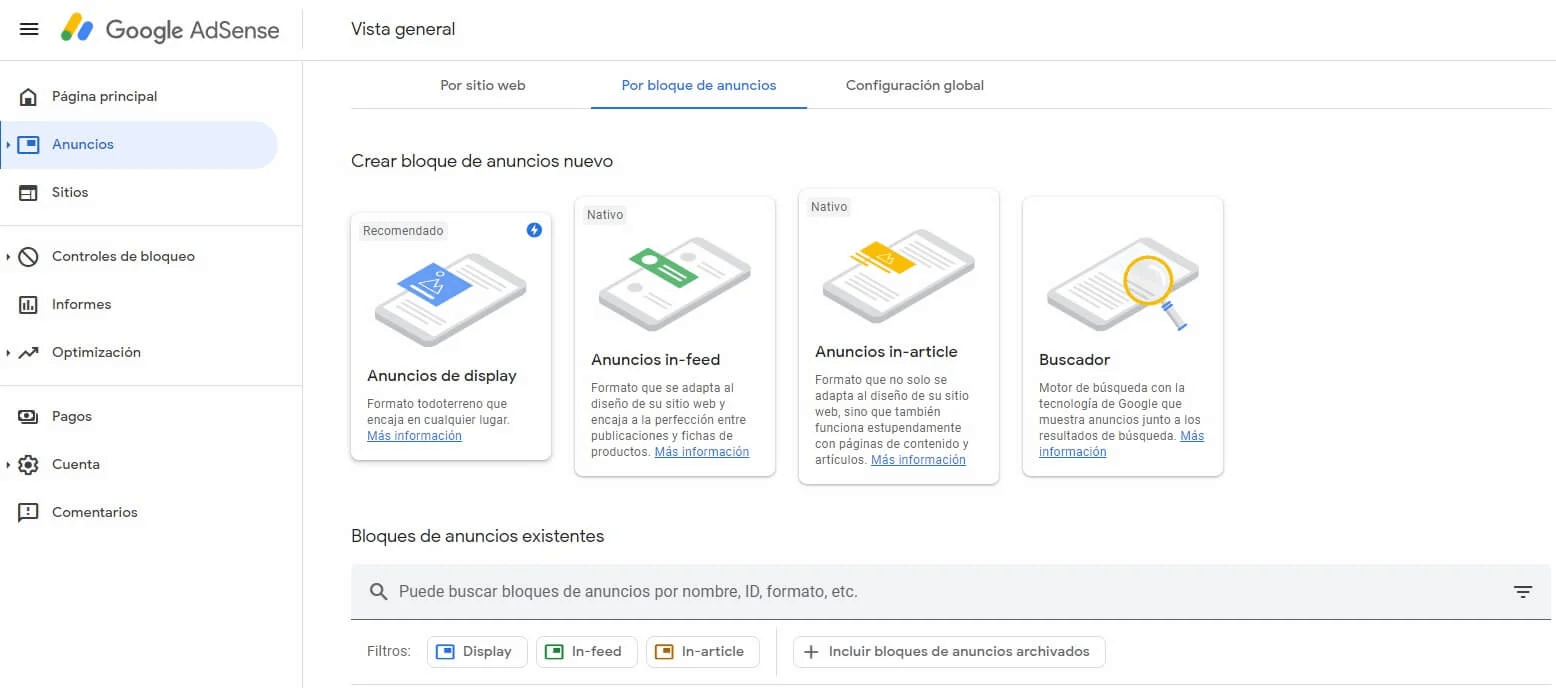 Google AdSense
Vista general
Página principal
Anuncios
Sitios
Controles de bloqueo
Informes
Optimización
Pagos
Cuenta
Comentarios
Por sitio web
Por bloque de anuncios
Configuración global
Crear bloque de anuncios nuevo
Recomendado
Anuncios de display
Formato todoterreno que
encaja en cualquier lugar.
Más información
Nativo
Anuncios in-feed
Formato que se adapta al
diseño de su sitio web y
encaja a la perfección entre
publicaciones y fichas de
productos. Más información
Nativo
Anuncios in-article
Formato que no solo se
adapta al diseño de su sitio
web, sino que también
funciona estupendamente
con páginas de contenido y
artículos. Más información
Buscador
Motor de búsqueda con la
tecnología de Google que
muestra anuncios junto a los
resultados de búsqueda. Más
información
Bloques de anuncios existentes
Puede buscar bloques de anuncios por nombre, ID, formato, etc.
Filtros:
Display
In-feed
In-article
Incluir bloques de anuncios archivados